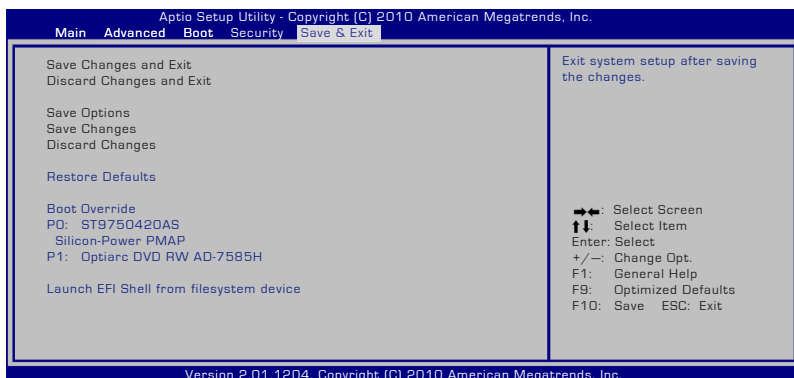 Aptio Setup Utility - Copyright (C) 2010 American Megatrends, Inc.
Main Advanced Boot Security Save & Exit
Save Changes and Exit
Discard Changes and Exit
Save Options
Save Changes
Discard Changes
Restore Defaults
Boot Override
P0: ST9750420AS
Silicon-Power PMAP
P1: Optiarc DVD RW AD-7585H
Launch EFI Shell from filesystem device
Exit system setup after saving
the changes.
→←: Select Screen
↑↓: Select Item
Enter: Select
+/—: Change Opt.
F1: General Help
F9: Optimized Defaults
F10: Save ESC: Exit
Version 2.01.1204. Copyright (C) 2010 American Megatrends, Inc.